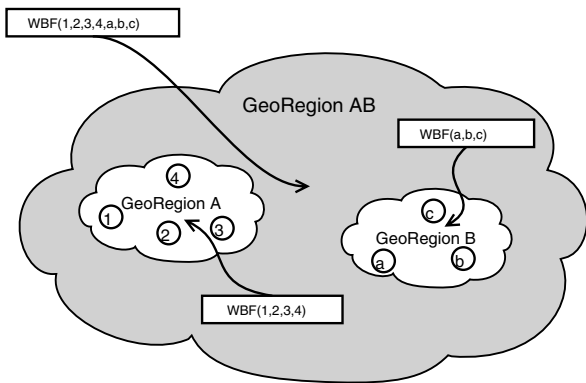 WBF(1,2,3,4,a,b,c)
GeoRegion AB
WBF(a,b,c)
4
GeoRegion A
1
2
3
c
GeoRegion B
a
b
WBF(1,2,3,4)